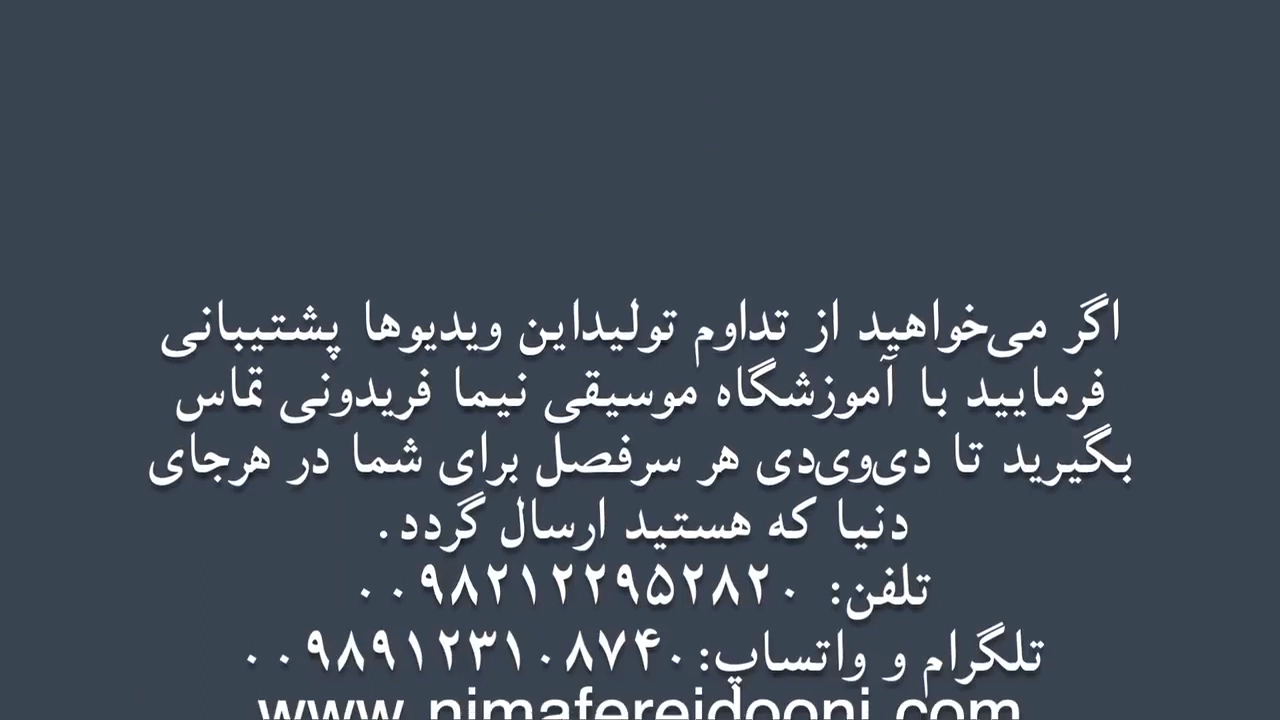 اگر می‌خواهید از تداوم تولیداین ویدیوها پشتیبانی
فرمایید با آموزشگاه موسیقی نیما فریدونی تماس
بگیرید تا دی‌وی‌دی هر سرفصل برای شما در هرجای
دنیا که هستید ارسال گردد.
تلفن: ۰۰۹۸۲۱۲۲۹۵۲۸۲۰
تلگرام و واتساپ:۰۰۹۸۹۱۲۳۱۰۸۷۴۰
www.nimafereidooni.com